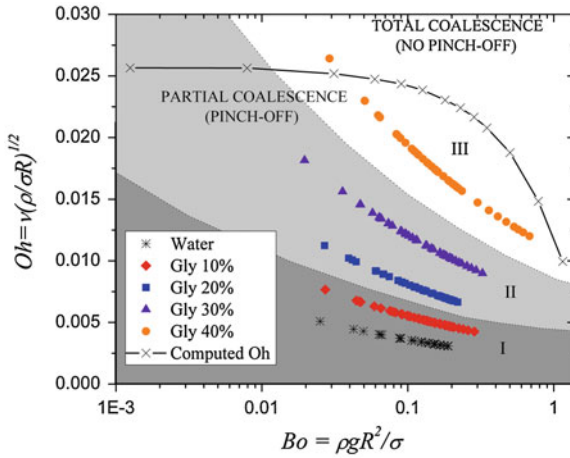 0.030
0.025
0.020
0.015
0.010
0.005
0.000
Oh=ν(ρ/σR)^1/2
TOTAL COALESCENCE
(NO PINCH-OFF)
PARTIAL COALESCENCE
(PINCH-OFF)
III
II
I
Water
Gly 10%
Gly 20%
Gly 30%
Gly 40%
Computed Oh
1E-3
0.01
0.1
1
Bo = ρgR²/σ